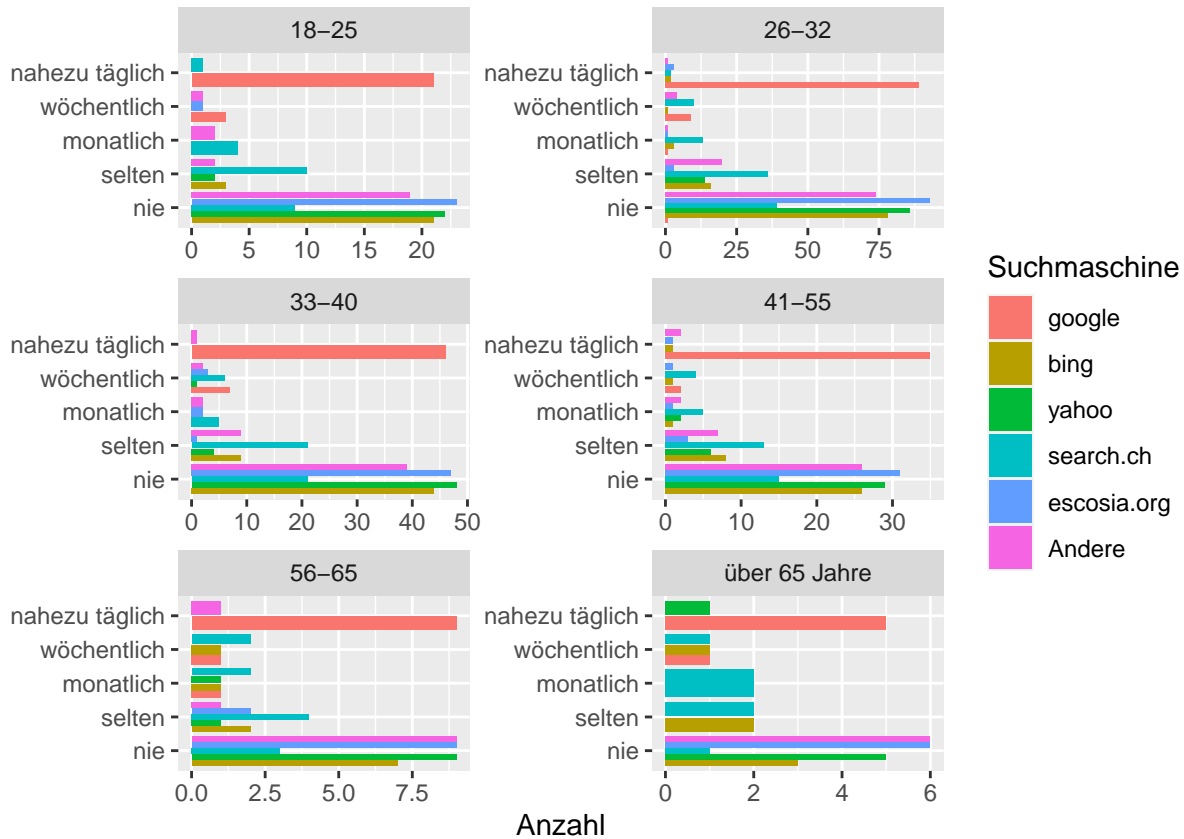 18−25
26−32
nahezu täglich
wöchentlich
monatlich
selten
nie
0 5 10 15 20
nahezu täglich
wöchentlich
monatlich
selten
nie
0 25 50 75
33−40
41−55
nahezu täglich
wöchentlich
monatlich
selten
nie
0 10 20 30 40 50
nahezu täglich
wöchentlich
monatlich
selten
nie
0 10 20 30
56−65
über 65 Jahre
nahezu täglich
wöchentlich
monatlich
selten
nie
0.0 2.5 5.0 7.5
nahezu täglich
wöchentlich
monatlich
selten
nie
0 2 4 6
Anzahl
Suchmaschine
google
bing
yahoo
search.ch
escosia.org
Andere